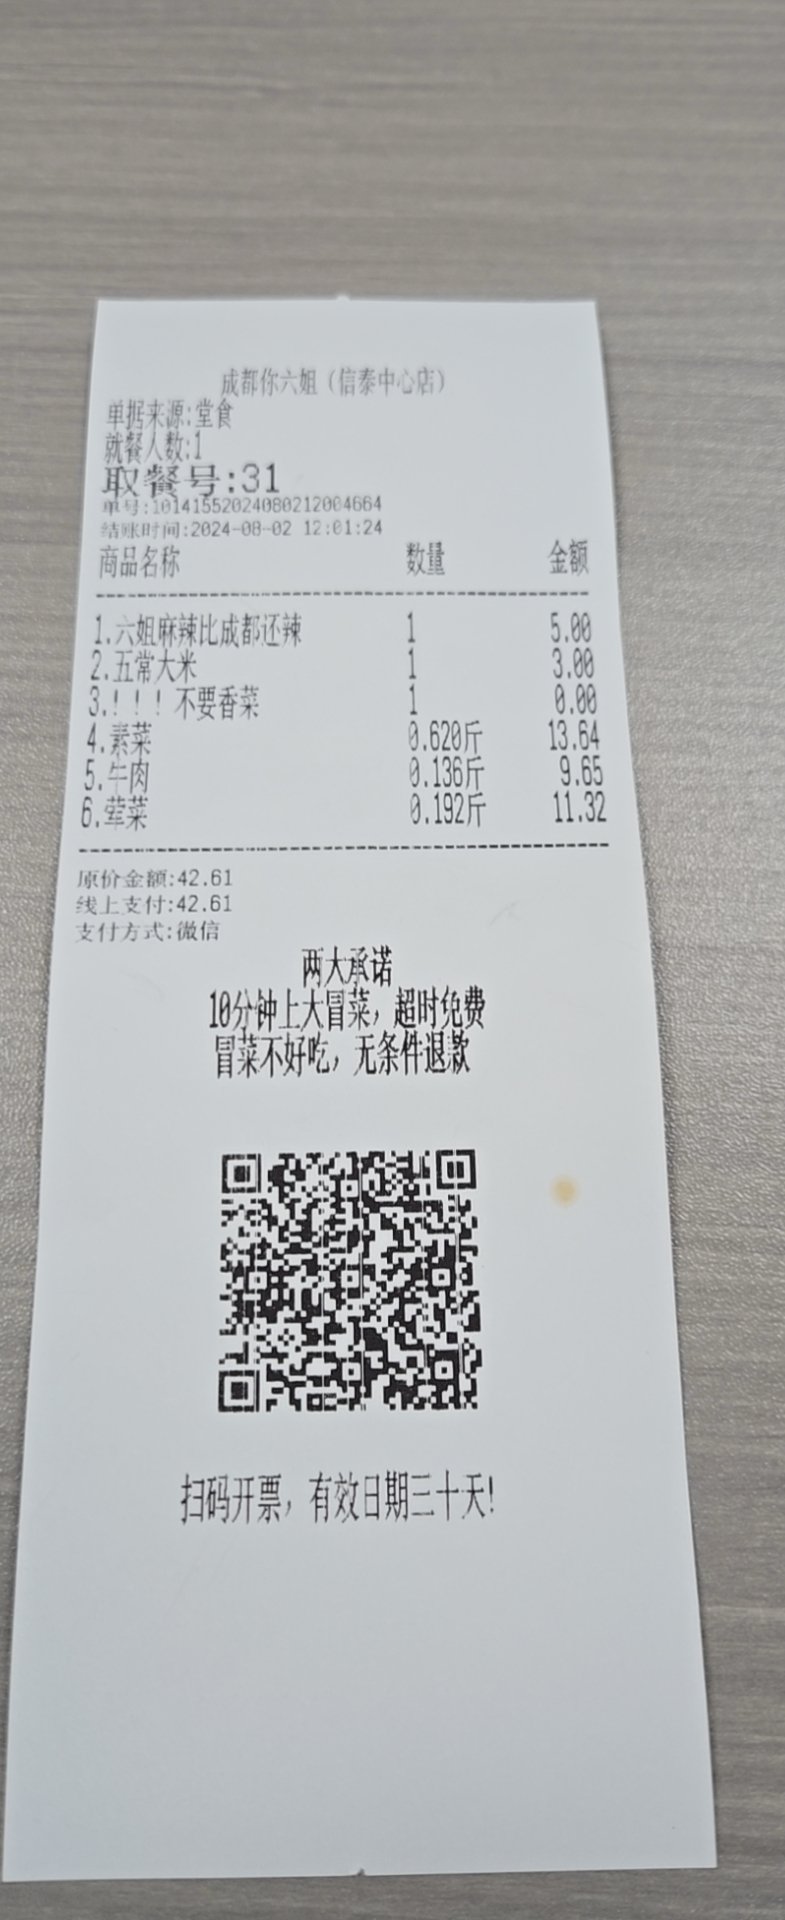 成都你六姐（信泰中心店）
单据来源:堂食
就餐人数:1
取餐号:31
单号:10141552024080212004664
结账时间:2024-08-02 12:01:24
商品名称 数量 金额
1.六姐麻辣比成都还辣 1 5.00
2.五常大米 1 3.00
3.！！！不要香菜 1 0.00
4.素菜 0.620斤 13.64
5.牛肉 0.136斤 9.65
6.荤菜 0.192斤 11.32
原价金额:42.61
线上支付:42.61
支付方式:微信
两大承诺
10分钟上大冒菜，超时免费
冒菜不好吃，无条件退款
扫码开票，有效日期三十天!